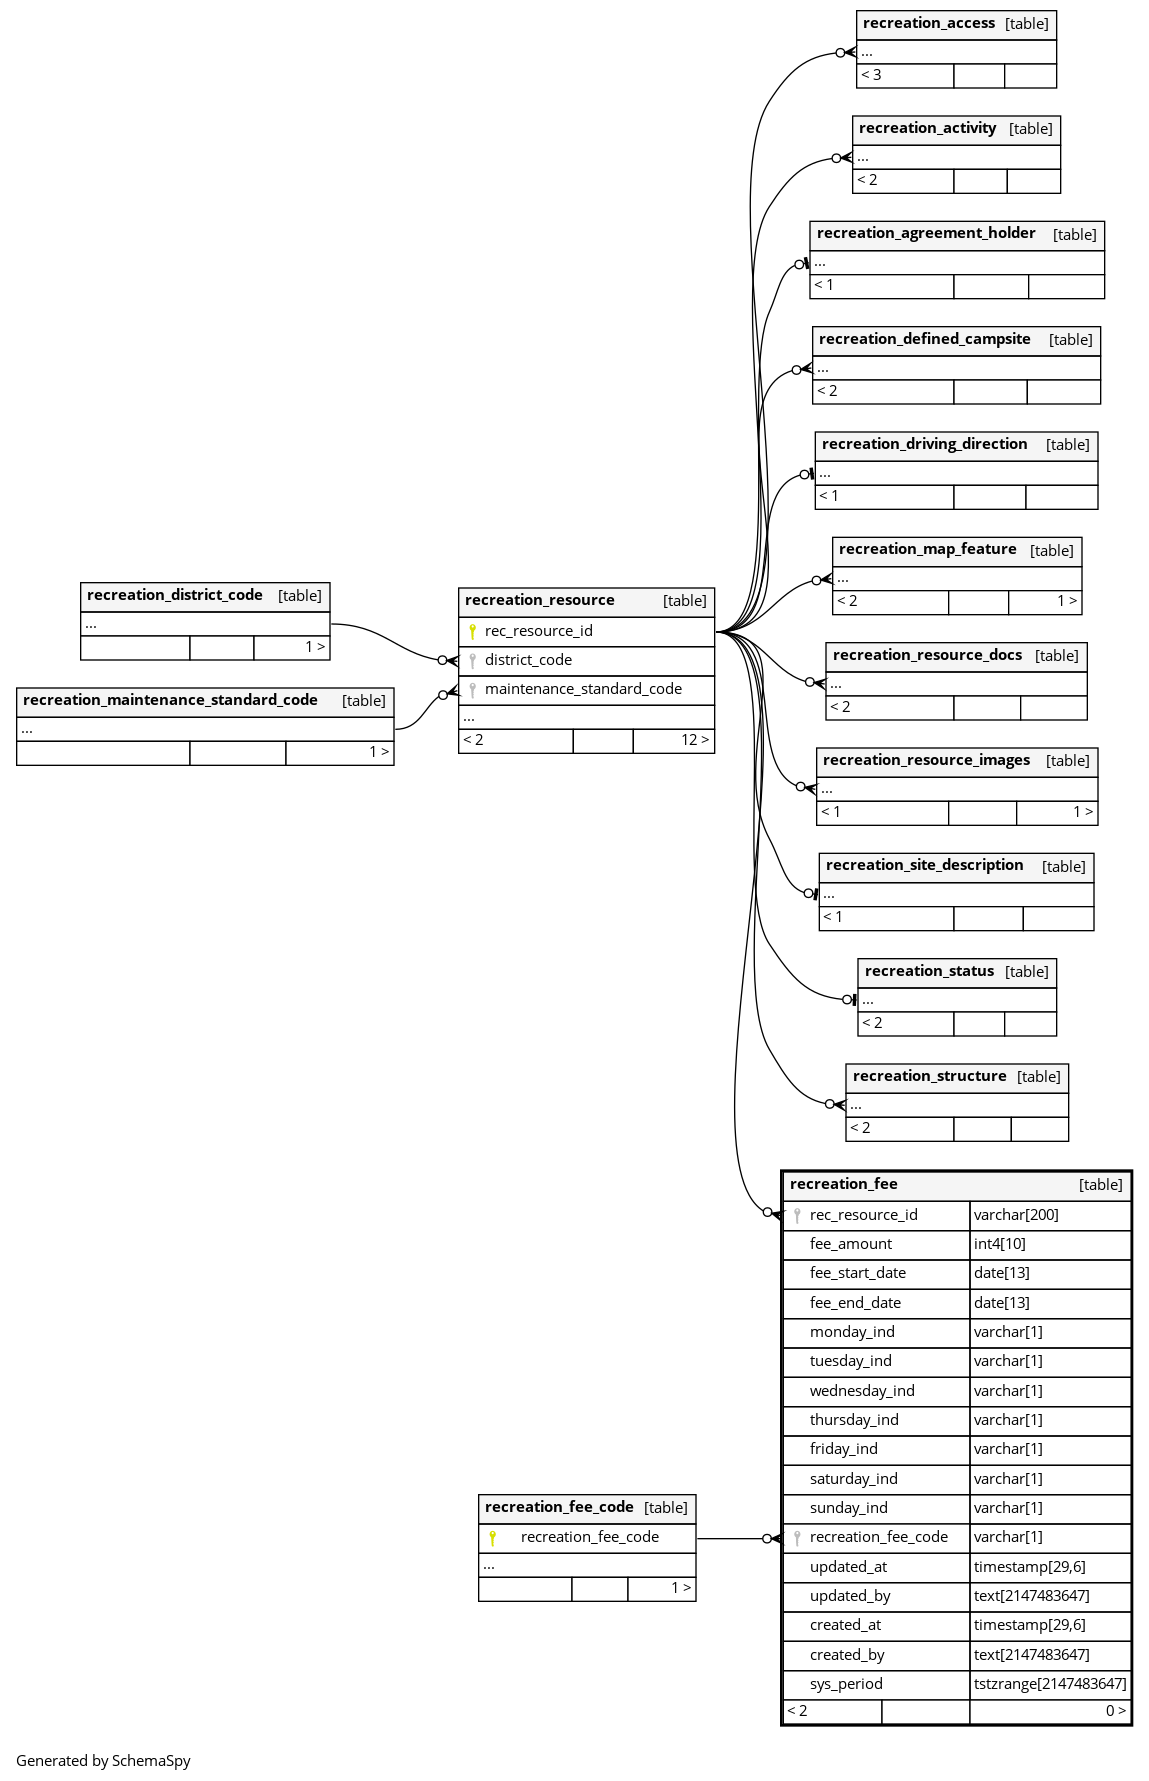 recreation_access [table]
...
< 3
recreation_activity [table]
...
< 2
recreation_agreement_holder [table]
...
< 1
recreation_defined_campsite [table]
...
< 2
recreation_driving_direction [table]
...
< 1
recreation_map_feature [table]
...
< 2 1 >
recreation_district_code [table]
...
1 >
recreation_maintenance_standard_code [table]
...
1 >
recreation_resource [table]
rec_resource_id
district_code
maintenance_standard_code
...
< 2 12 >
recreation_resource_docs [table]
...
< 2
recreation_resource_images [table]
...
< 1 1 >
recreation_site_description [table]
...
< 1
recreation_status [table]
...
< 2
recreation_structure [table]
...
< 2
recreation_fee [table]
rec_resource_id varchar[200]
fee_amount int4[10]
fee_start_date date[13]
fee_end_date date[13]
monday_ind varchar[1]
tuesday_ind varchar[1]
wednesday_ind varchar[1]
thursday_ind varchar[1]
friday_ind varchar[1]
saturday_ind varchar[1]
sunday_ind varchar[1]
recreation_fee_code varchar[1]
updated_at timestamp[29,6]
updated_by text[2147483647]
created_at timestamp[29,6]
created_by text[2147483647]
sys_period tstzrange[2147483647]
< 2 0 >
recreation_fee_code [table]
recreation_fee_code
...
1 >
Generated by SchemaSpy